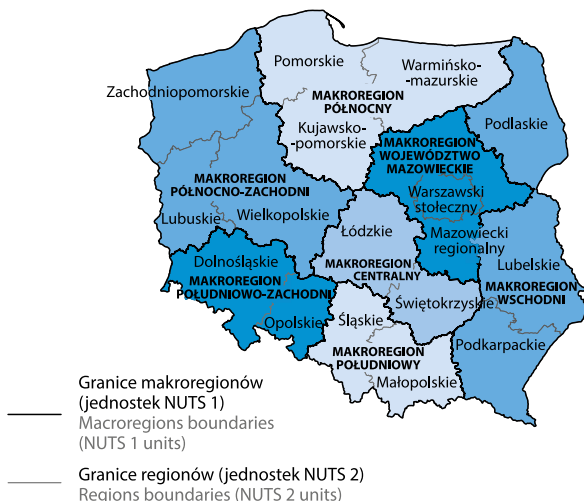 Pomorskie
Warmińsko-
-mazurskie
Zachodniopomorskie
MAKROREGION
PÓŁNOCNY
Kujawsko-
-pomorskie
Podlaskie
MAKROREGION
WOJEWÓDZTWO
MAZOWIECKIE
MAKROREGION
PÓŁNOCNO-ZACHODNI
Warszawski
stołeczny
Lubuskie
Wielkopolskie
Łódzkie
Mazowiecki
regionalny
Dolnośląskie
MAKROREGION
POŁUDNIOWO-ZACHODNI
MAKROREGION
CENTRALNY
Lubelskie
MAKROREGION
WSCHODNI
Opolskie
Śląskie
Świętokrzyskie
MAKROREGION
POŁUDNIOWY
Podkarpackie
Małopolskie
Granice makroregionów
(jednostek NUTS 1)
Macroregions boundaries
(NUTS 1 units)
Granice regionów (jednostek NUTS 2)
Regions boundaries (NUTS 2 units)